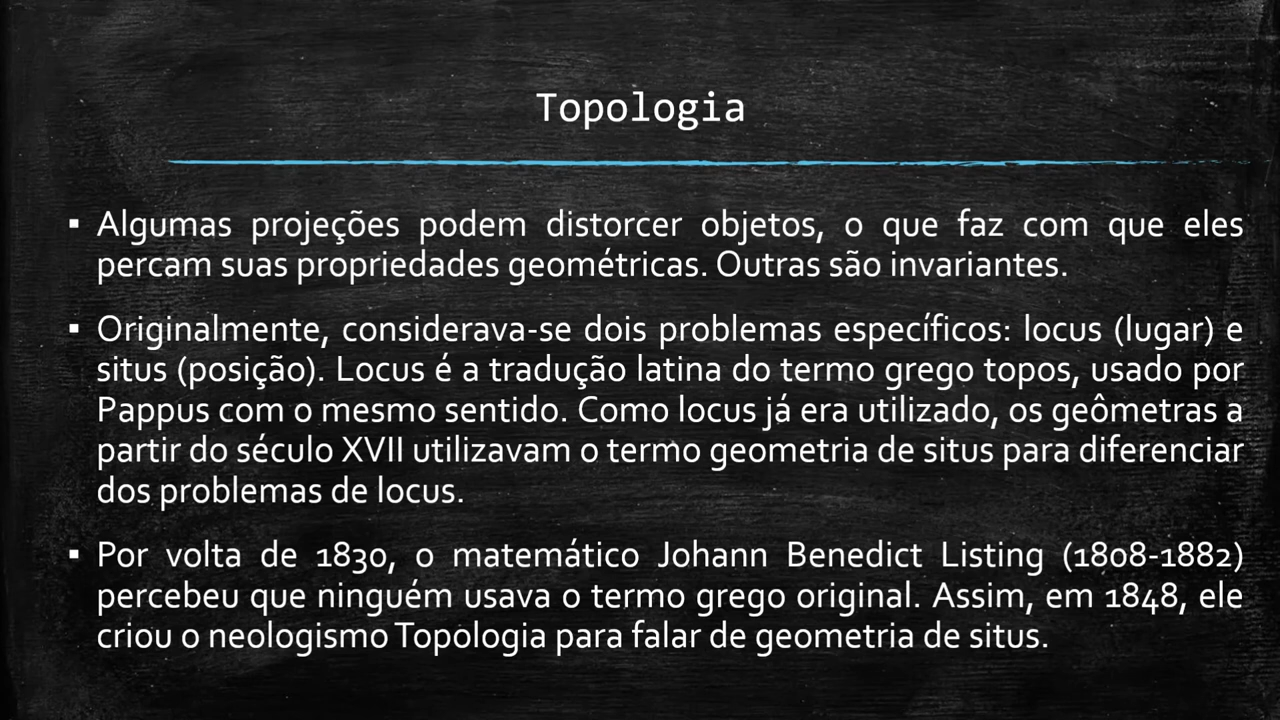 Topologia
▪ Algumas projeções podem distorcer objetos, o que faz com que eles
percam suas propriedades geométricas. Outras são invariantes.
▪ Originalmente, considerava-se dois problemas específicos: locus (lugar) e
situs (posição). Locus é a tradução latina do termo grego topos, usado por
Pappus com o mesmo sentido. Como locus já era utilizado, os geômetras a
partir do século XVII utilizavam o termo geometria de situs para diferenciar
dos problemas de locus.
▪ Por volta de 1830, o matemático Johann Benedict Listing (1808-1882)
percebeu que ninguém usava o termo grego original. Assim, em 1848, ele
criou o neologismo Topologia para falar de geometria de situs.